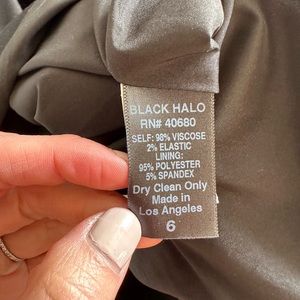 BLACK HALO
RN# 40680
SELF: 98% VISCOSE
2% ELASTIC
LINING:
95% POLYESTER
5% SPANDEX
Dry Clean Only
Made in
Los Angeles
6